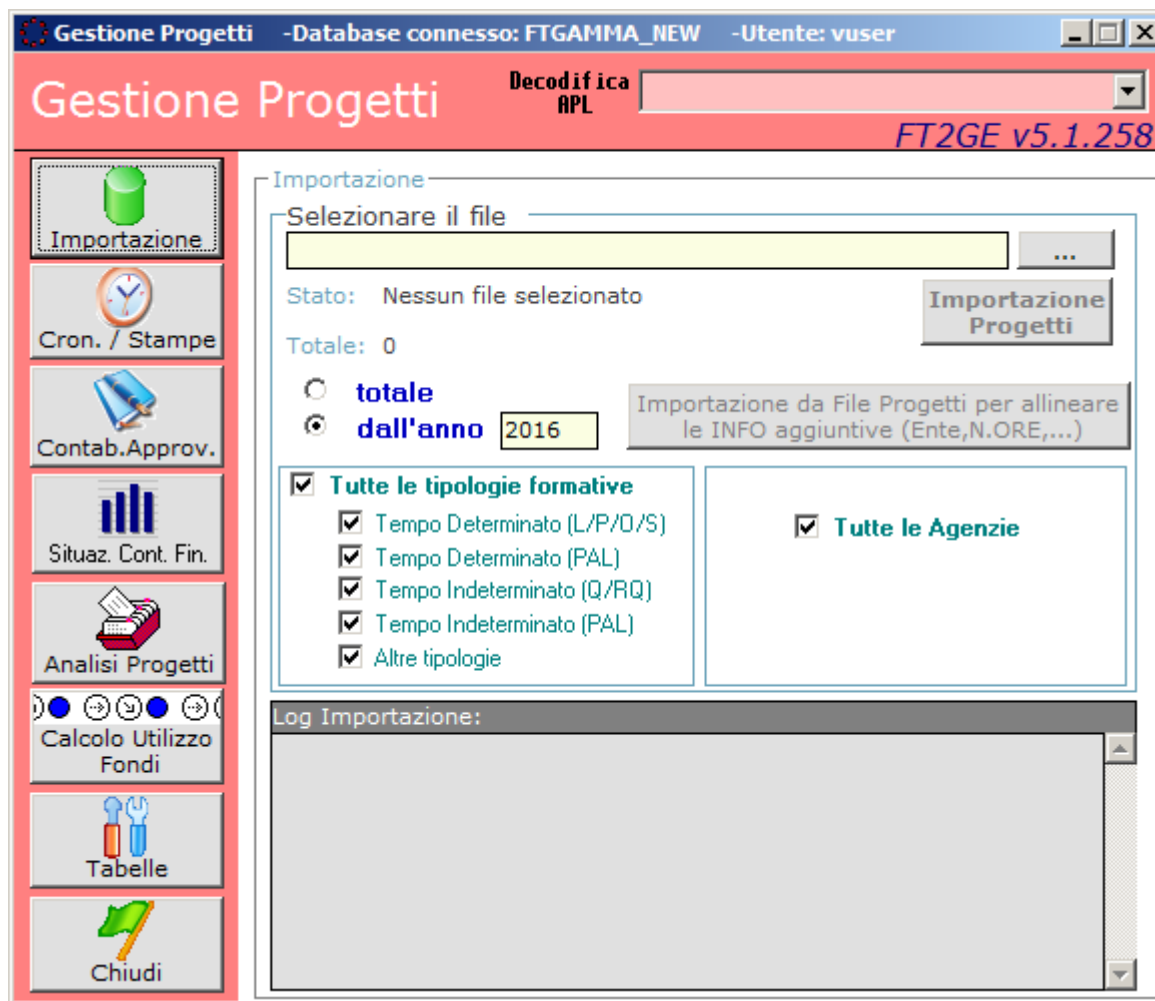 Gestione Progetti -Database connesso: FTGAMMA_NEW -Utente: vuser
Gestione Progetti
Decodifica
APL
FT2GE v5.1.258
Importazione
Cron. / Stampe
Contab.Approv.
Situaz. Cont. Fin.
Analisi Progetti
Calcolo Utilizzo
Fondi
Tabelle
Chiudi
Importazione
Selezionare il file
...
Stato: Nessun file selezionato
Importazione
Progetti
Totale: 0
totale
dall'anno 2016
Importazione da File Progetti per allineare
le INFO aggiuntive (Ente,N.ORE,...)
Tutte le tipologie formative
Tempo Determinato (L/P/O/S)
Tempo Determinato (PAL)
Tempo Indeterminato (Q/RQ)
Tempo Indeterminato (PAL)
Altre tipologie
Tutte le Agenzie
Log Importazione: